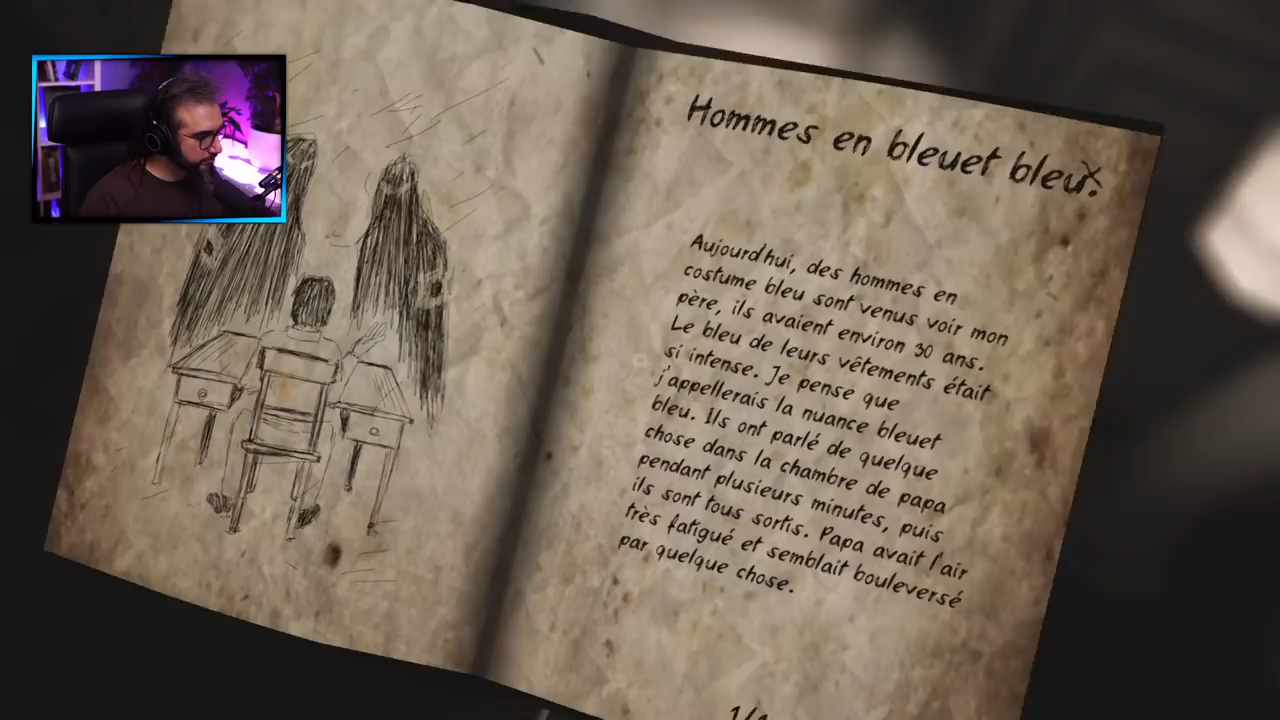 Hommes en bleuet bleu.
Aujourd'hui, des hommes en
costume bleu sont venus voir mon
père, ils avaient environ 30 ans.
Le bleu de leurs vêtements était
si intense. Je pense que
j'appellerais la nuance bleuet
bleu. Ils ont parlé de quelque
chose dans la chambre de papa
pendant plusieurs minutes, puis
ils sont tous sortis. Papa avait l'air
très fatigué et semblait bouleversé
par quelque chose.